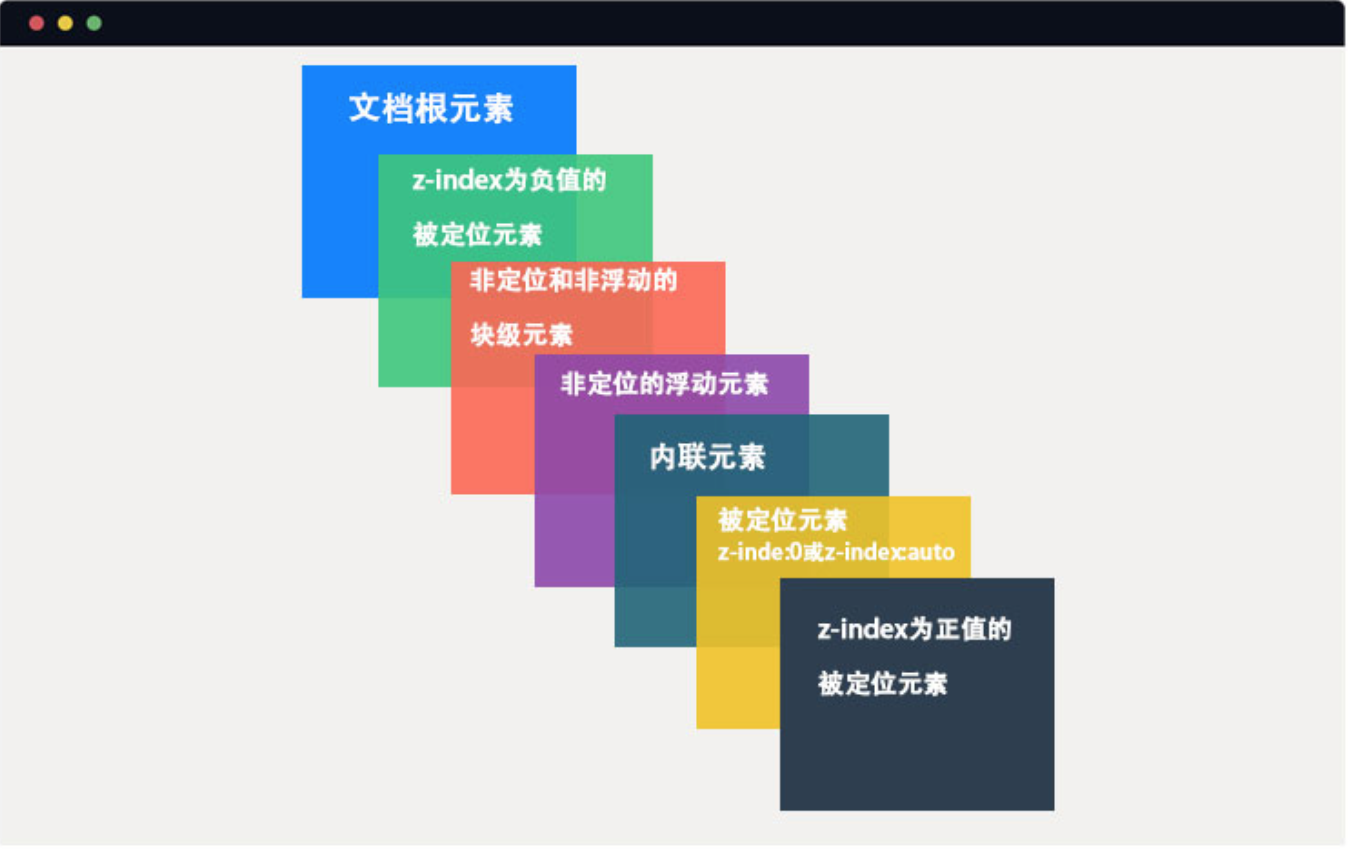 文档根元素
z-index为负值的
被定位元素
非定位和非浮动的
块级元素
非定位的浮动元素
内联元素
被定位元素
z-inde:0或z-index:auto
z-index为正值的
被定位元素